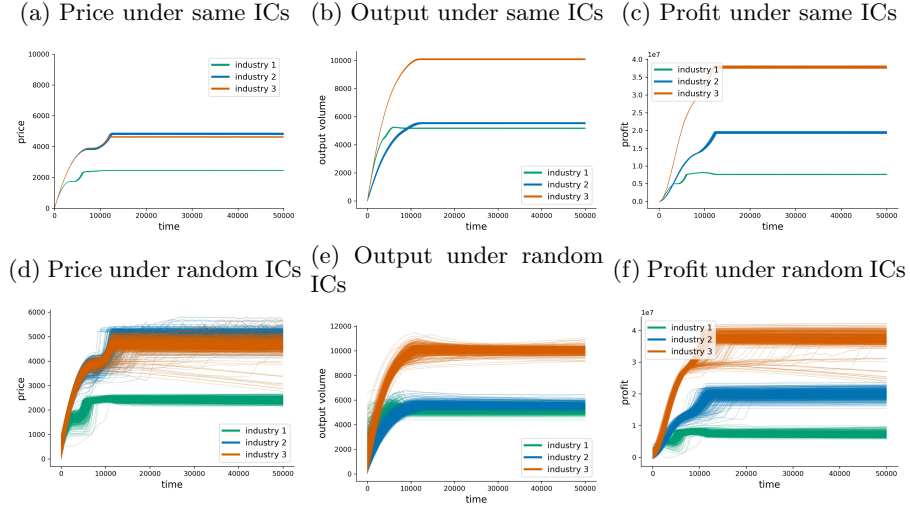 (a) Price under same ICs
(b) Output under same ICs
(c) Profit under same ICs
10000
8000
6000
4000
2000
0
price
industry 1
industry 2
industry 3
0 10000 20000 30000 40000 50000
time
10000
8000
6000
4000
2000
0
output volume
industry 1
industry 2
industry 3
0 10000 20000 30000 40000 50000
time
1e7
4.0
3.5
3.0
2.5
2.0
1.5
1.0
0.5
0.0
profit
industry 1
industry 2
industry 3
0 10000 20000 30000 40000 50000
time
(d) Price under random ICs
(e) Output under random
ICs
(f) Profit under random ICs
6000
5000
4000
3000
2000
1000
0
price
industry 1
industry 2
industry 3
0 10000 20000 30000 40000 50000
time
12000
10000
8000
6000
4000
2000
0
output volume
industry 1
industry 2
industry 3
0 10000 20000 30000 40000 50000
time
1e7
4
3
2
1
0
profit
industry 1
industry 2
industry 3
0 10000 20000 30000 40000 50000
time